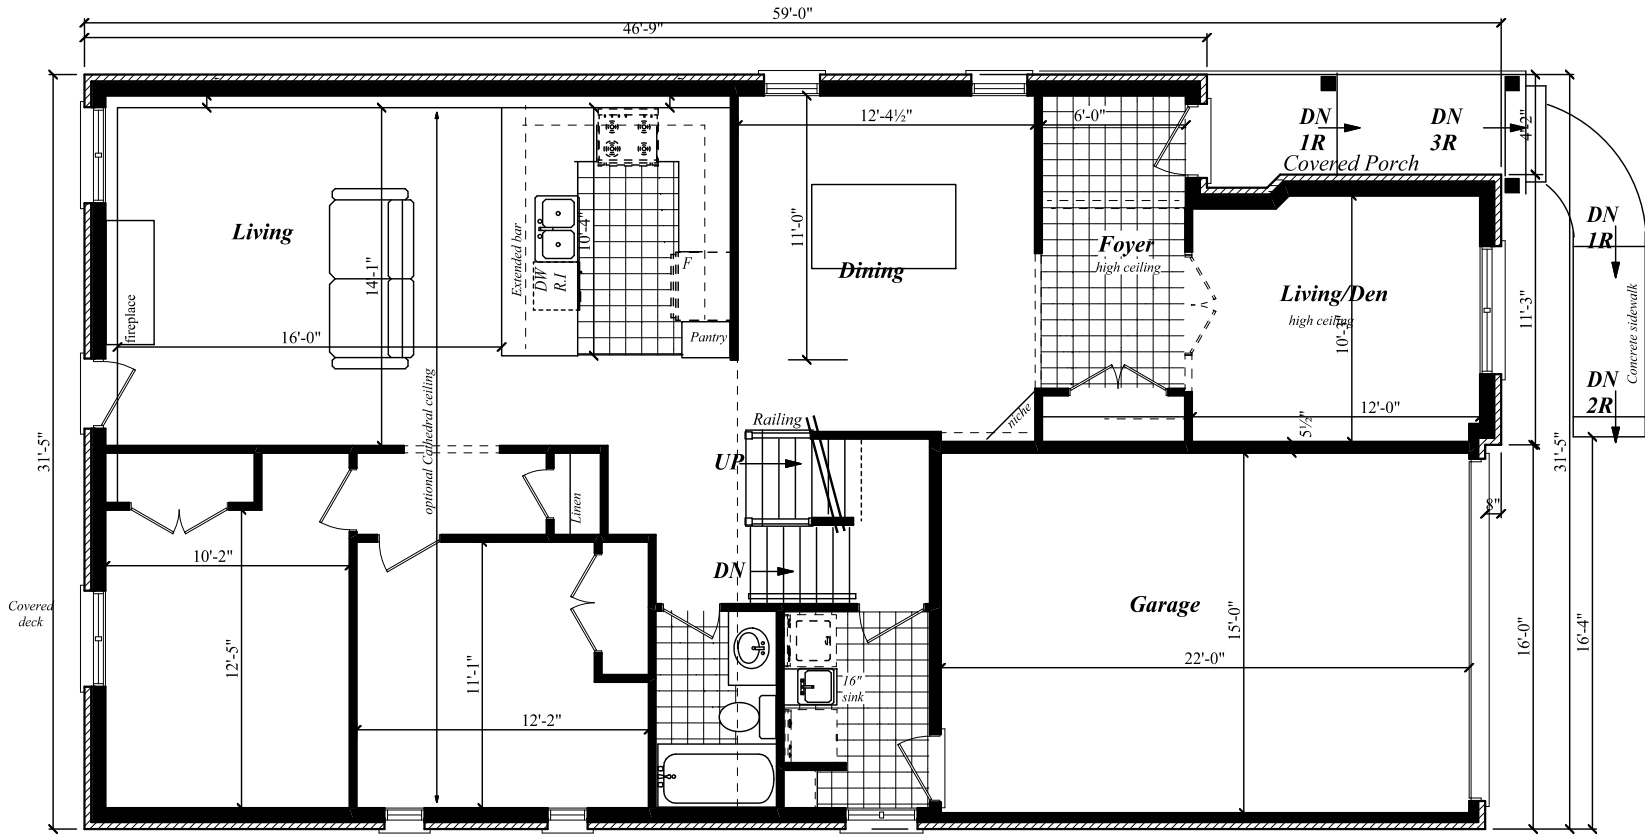 59'-0"
46'-9"
12'-4½"
6'-0"
DN
1R
DN
3R
4'-2"
Covered Porch
Living
Extended bar
10'-4"
11'-0"
DN
1R
Foyer
high ceiling
Dining
F
DW
R.I
14'-1"
fireplace
Living/Den
high ceiling
10'-3"
11'-3"
Concrete sidewalk
16'-0"
Pantry
DN
2R
optional Cathedral ceiling
niche
12'-0"
5½"
Railing
31'-5"
31'-5"
UP
Linen
8"
10'-2"
DN
Covered
deck
Garage
15'-0"
16'-0"
16'-4"
12'-5"
11'-1"
22'-0"
16"
sink
12'-2"